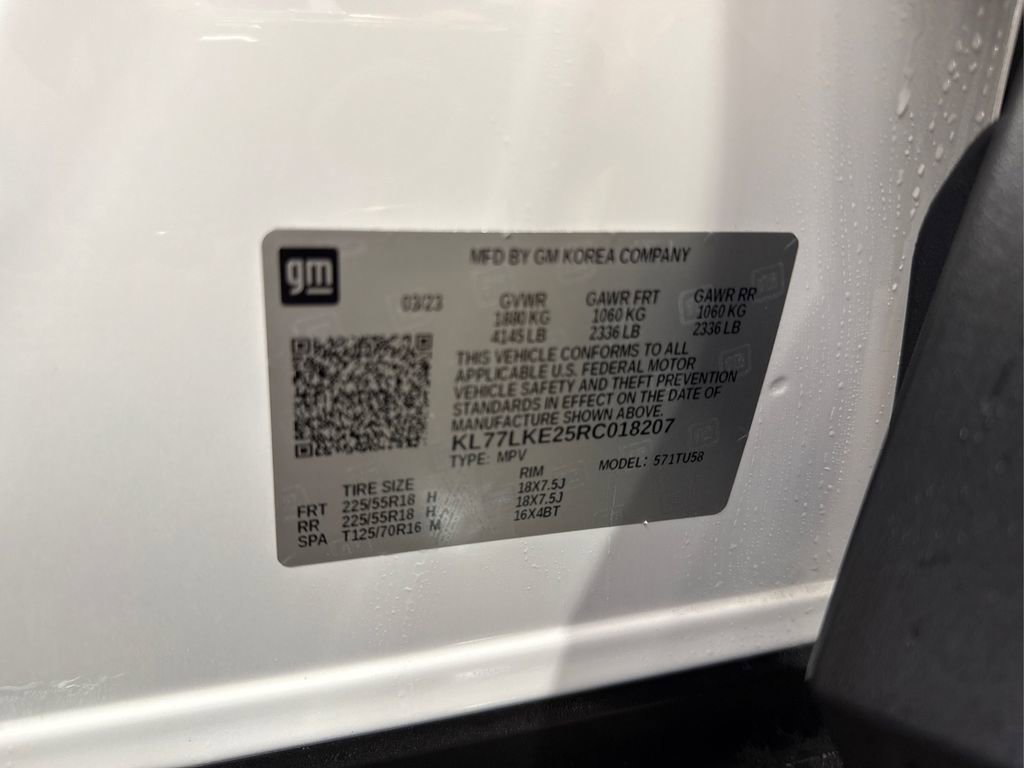 gm
MFD BY GM KOREA COMPANY
03/23 GVWR GAWR FRT GAWR RR
1880 KG 1060 KG 1060 KG
4145 LB 2336 LB 2336 LB
THIS VEHICLE CONFORMS TO ALL
APPLICABLE U.S. FEDERAL MOTOR
VEHICLE SAFETY AND THEFT PREVENTION
STANDARDS IN EFFECT ON THE DATE OF
MANUFACTURE SHOWN ABOVE.
KL77LKE25RC018207
TYPE: MPV MODEL: 571TU58
TIRE SIZE RIM
FRT 225/55R18 H 18X7.5J
RR 225/55R18 H 18X7.5J
SPA T125/70R16 M 16X4BT